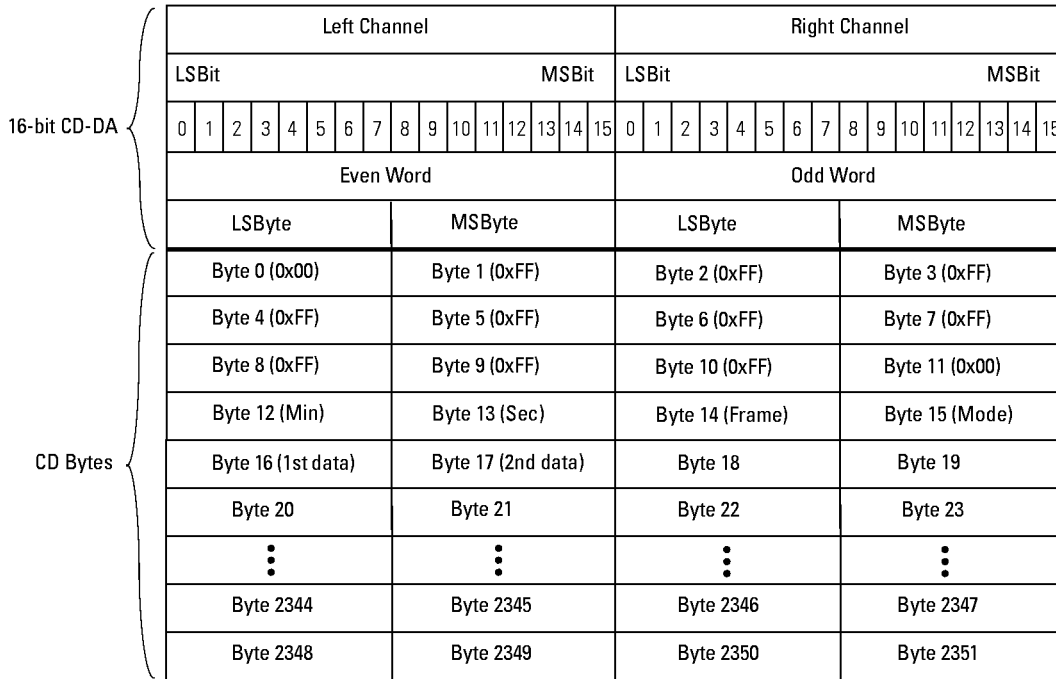 Left Channel Right Channel
LSBit MSBit LSBit MSBit
16-bit CD-DA 0 1 2 3 4 5 6 7 8 9 10 11 12 13 14 15 0 1 2 3 4 5 6 7 8 9 10 11 12 13 14 15
Even Word Odd Word
LSByte MSByte LSByte MSByte
Byte 0 (0x00) Byte 1 (0xFF) Byte 2 (0xFF) Byte 3 (0xFF)
Byte 4 (0xFF) Byte 5 (0xFF) Byte 6 (0xFF) Byte 7 (0xFF)
Byte 8 (0xFF) Byte 9 (0xFF) Byte 10 (0xFF) Byte 11 (0x00)
Byte 12 (Min) Byte 13 (Sec) Byte 14 (Frame) Byte 15 (Mode)
CD Bytes Byte 16 (1st data) Byte 17 (2nd data) Byte 18 Byte 19
Byte 20 Byte 21 Byte 22 Byte 23
Byte 2344 Byte 2345 Byte 2346 Byte 2347
Byte 2348 Byte 2349 Byte 2350 Byte 2351